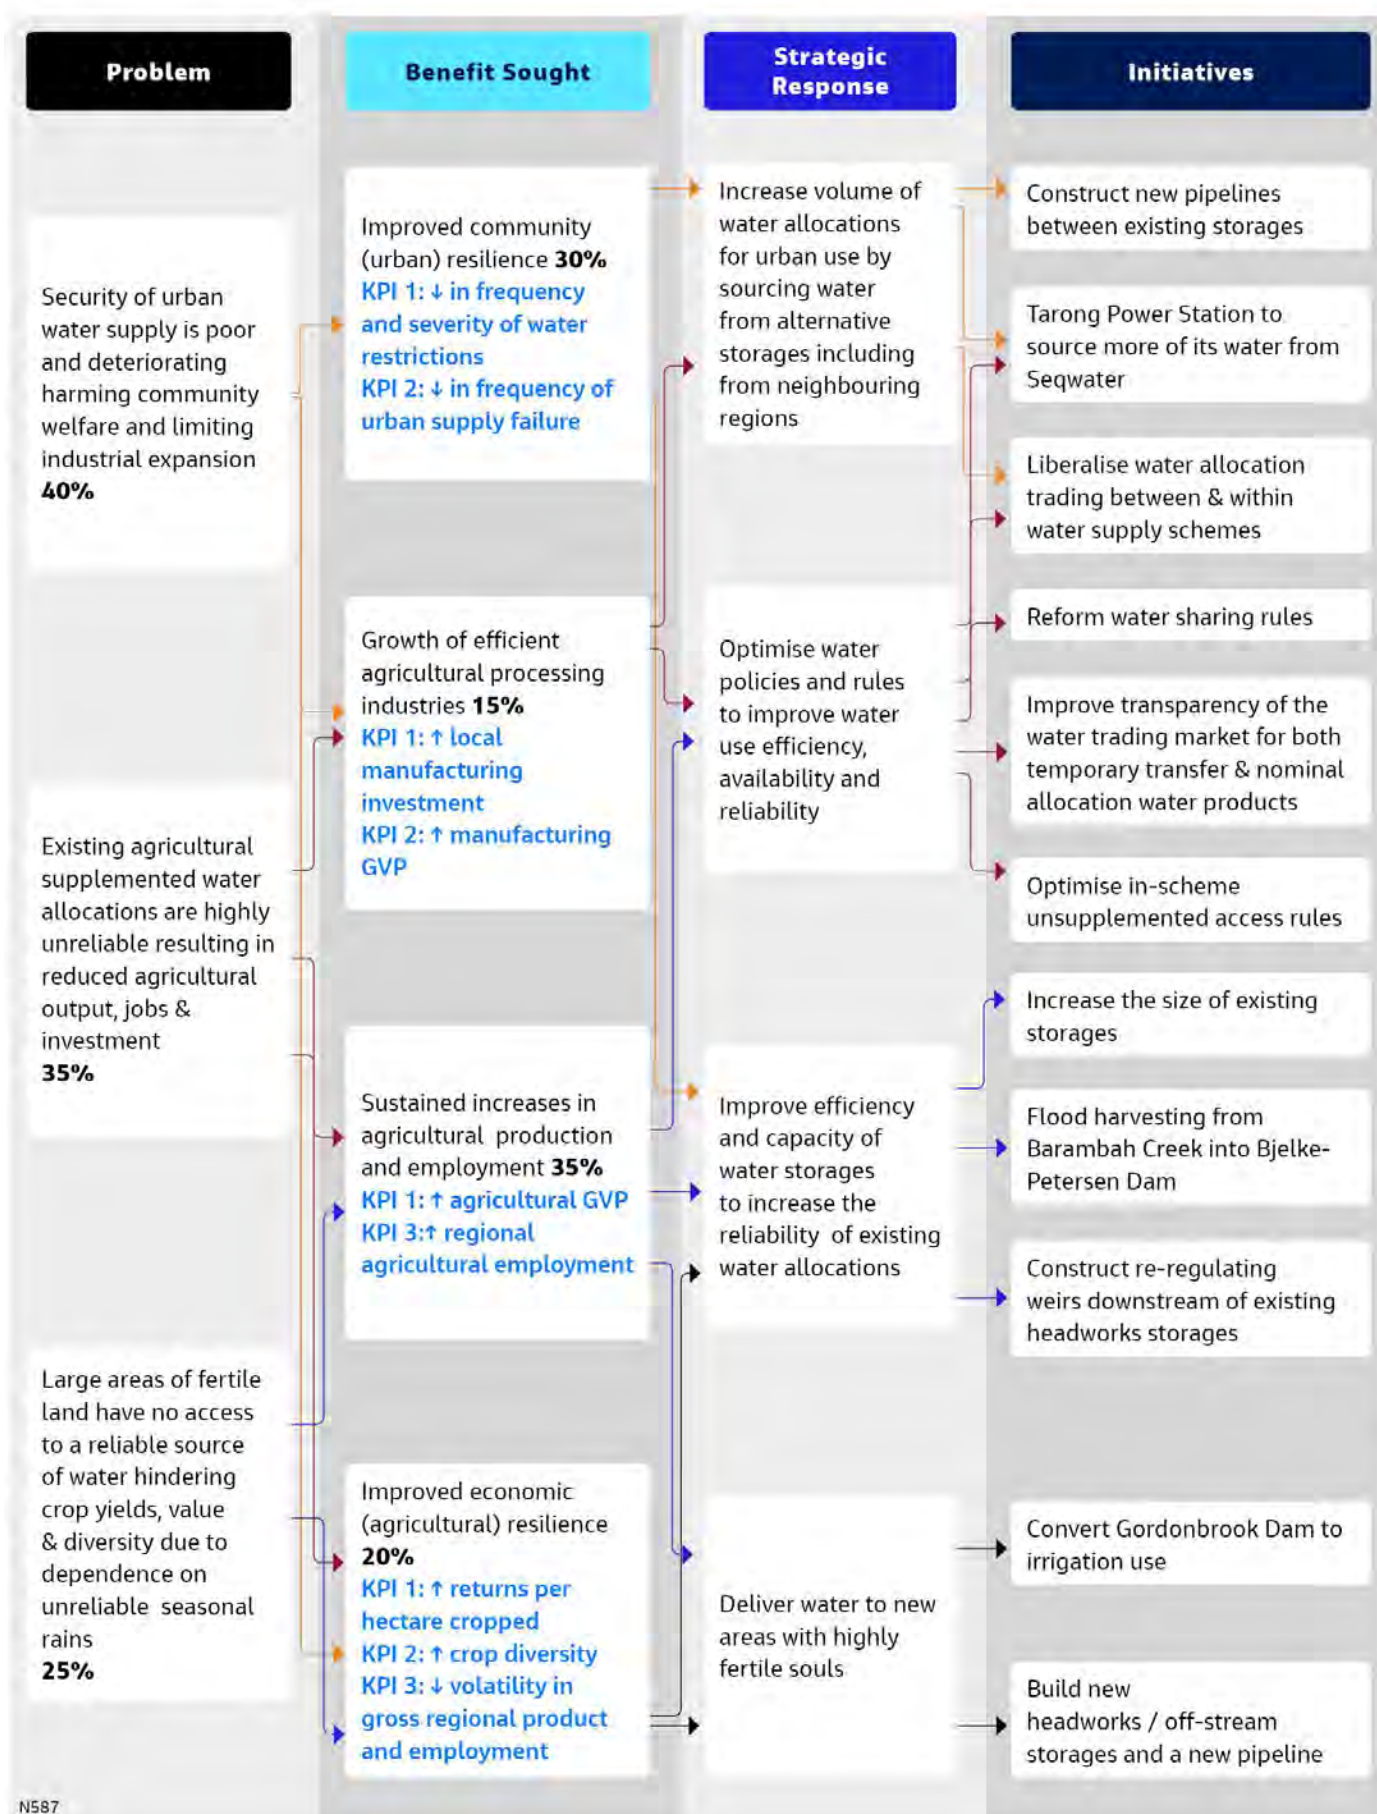 Problem
Benefit Sought
Strategic
Response
Initiatives
Security of urban
water supply is poor
and deteriorating
harming community
welfare and limiting
industrial expansion
40%
Existing agricultural
supplemented water
allocations are highly
unreliable resulting in
reduced agricultural
output, jobs &
investment
35%
Large areas of fertile
land have no access
to a reliable source
of water hindering
crop yields, value
& diversity due to
dependence on
unreliable seasonal
rains
25%
Improved community
(urban) resilience 30%
KPI 1: ↓ in frequency
and severity of water
restrictions
KPI 2: ↓ in frequency of
urban supply failure
Growth of efficient
agricultural processing
industries 15%
KPI 1: ↑ local
manufacturing
investment
KPI 2: ↑ manufacturing
GVP
Sustained increases in
agricultural production
and employment 35%
KPI 1: ↑ agricultural GVP
KPI 3:↑ regional
agricultural employment
Improved economic
(agricultural) resilience
20%
KPI 1: ↑ returns per
hectare cropped
KPI 2: ↑ crop diversity
KPI 3: ↓ volatility in
gross regional product
and employment
Increase volume of
water allocations
for urban use by
sourcing water
from alternative
storages including
from neighbouring
regions
Optimise water
policies and rules
to improve water
use efficiency,
availability and
reliability
Improve efficiency
and capacity of
water storages
to increase the
reliability of existing
water allocations
Deliver water to new
areas with highly
fertile souls
Construct new pipelines
between existing storages
Tarong Power Station to
source more of its water from
Seqwater
Liberalise water allocation
trading between & within
water supply schemes
Reform water sharing rules
Improve transparency of the
water trading market for both
temporary transfer & nominal
allocation water products
Optimise in-scheme
unsupplemented access rules
Increase the size of existing
storages
Flood harvesting from
Barambah Creek into Bjelke-
Petersen Dam
Construct re-regulating
weirs downstream of existing
headworks storages
Convert Gordonbrook Dam to
irrigation use
Build new
headworks / off-stream
storages and a new pipeline
N587